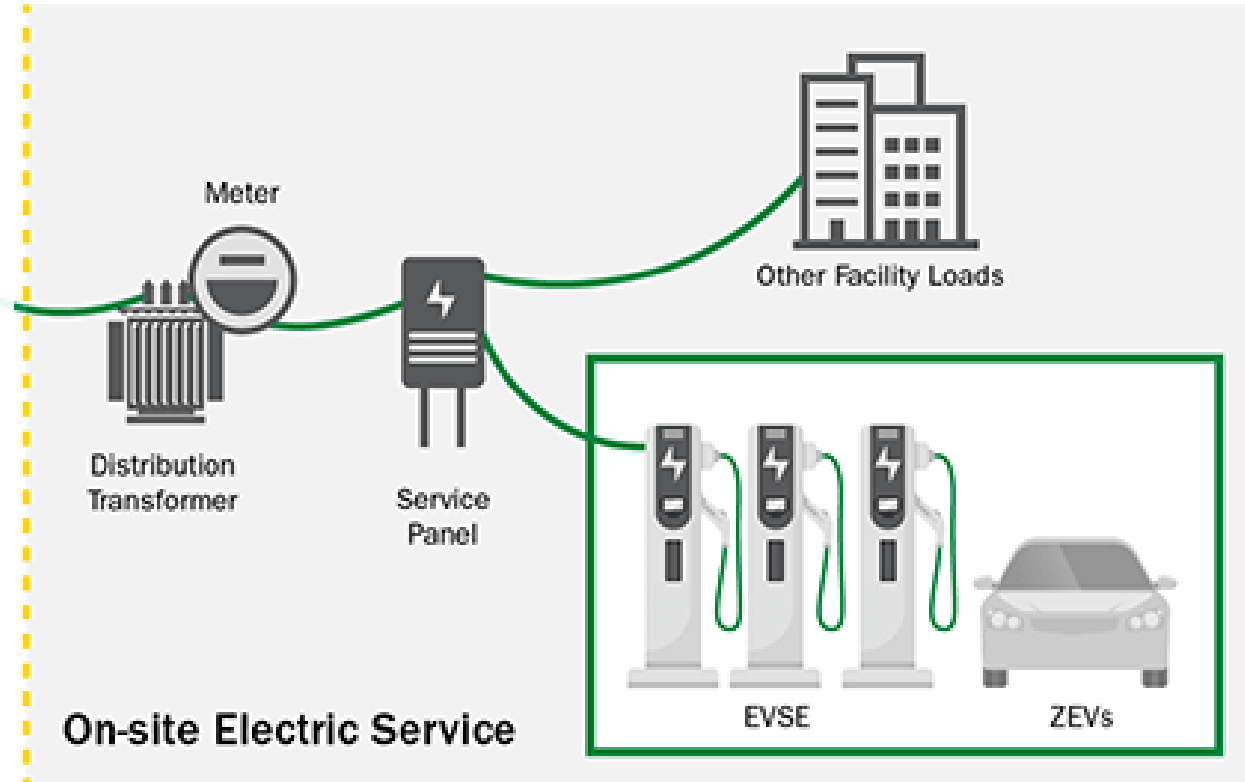 Meter
Other Facility Loads
Distribution
Transformer
Service
Panel
EVSE
ZEVs
On-site Electric Service